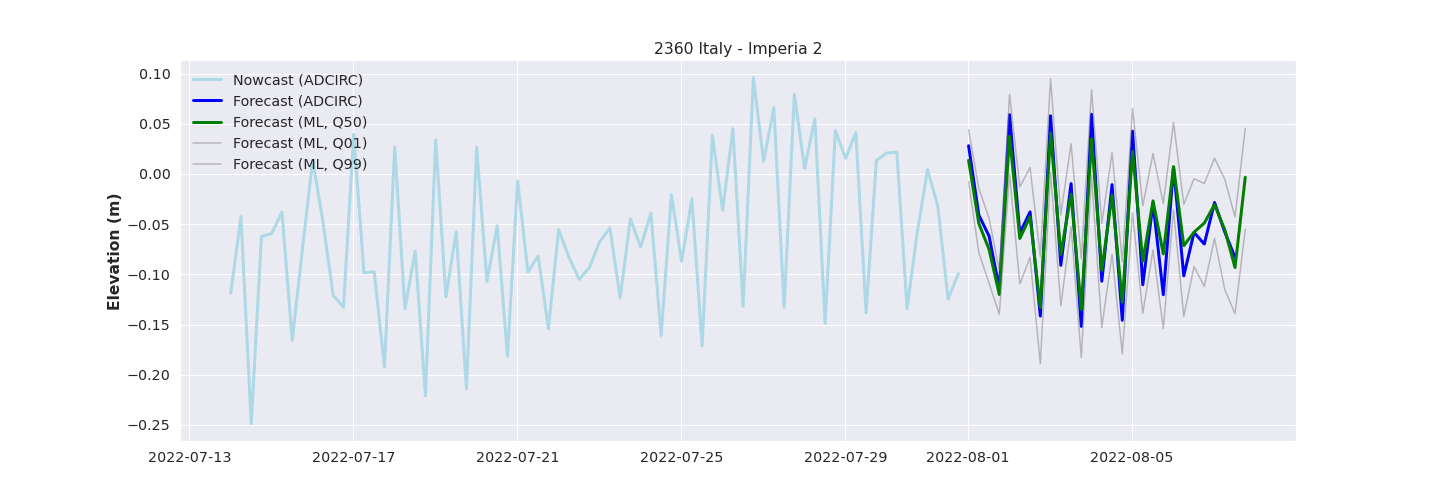 2360 Italy - Imperia 2
Elevation (m)
0.10
0.05
0.00
−0.05
−0.10
−0.15
−0.20
−0.25
Nowcast (ADCIRC)
Forecast (ADCIRC)
Forecast (ML, Q50)
Forecast (ML, Q01)
Forecast (ML, Q99)
2022-07-13
2022-07-17
2022-07-21
2022-07-25
2022-07-29
2022-08-01
2022-08-05